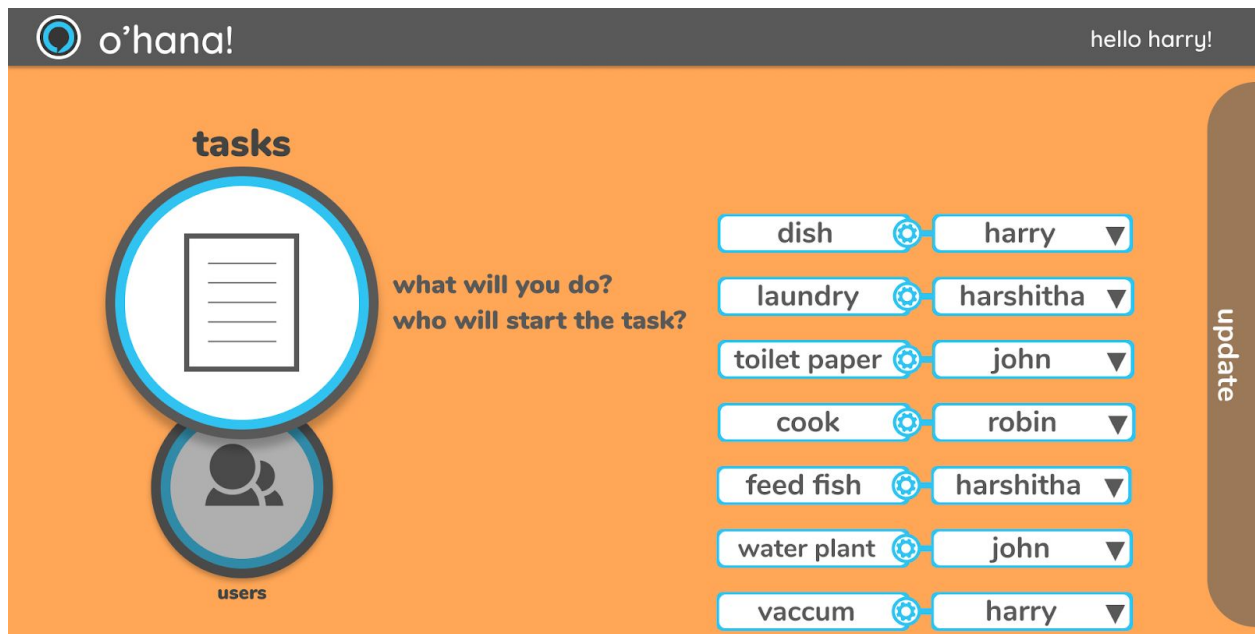 o'hana!
hello harry!
tasks
what will you do?
who will start the task?
users
dish harry
laundry harshitha
toilet paper john
cook robin
feed fish harshitha
water plant john
vaccum harry
update